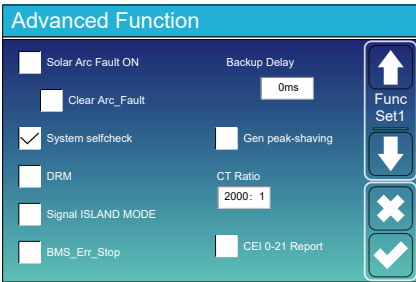 Advanced Function
Solar Arc Fault ON
Backup Delay
0ms
Clear Arc_Fault
Func
Set1
System selfcheck
Gen peak-shaving
DRM
CT Ratio
2000: 1
Signal ISLAND MODE
BMS_Err_Stop
CEI 0-21 Report